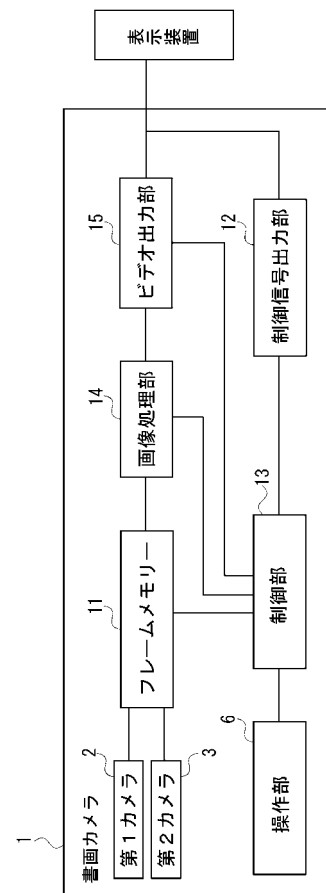 1
書画カメラ
2
第1カメラ
第2カメラ
3
11
フレームメモリー
14
画像処理部
15
ビデオ出力部
表示装置
6
操作部
13
制御部
12
制御信号出力部